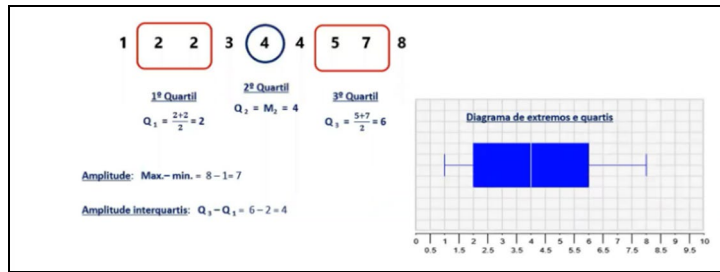 1 2 2 3 4 4 5 7 8
1º Quartil
Q₁ = (2+2)/2 = 2
2º Quartil
Q₂ = M₂ = 4
3º Quartil
Q₃ = (5+7)/2 = 6
Amplitude: Max.– min. = 8 – 1= 7
Amplitude interquartis: Q₃ – Q₁ = 6 – 2 = 4
Diagrama de extremos e quartis
0 1 2 3 4 5 6 7 8 9 10
0.5 1.5 2.5 3.5 4.5 5.5 6.5 7.5 8.5 9.5